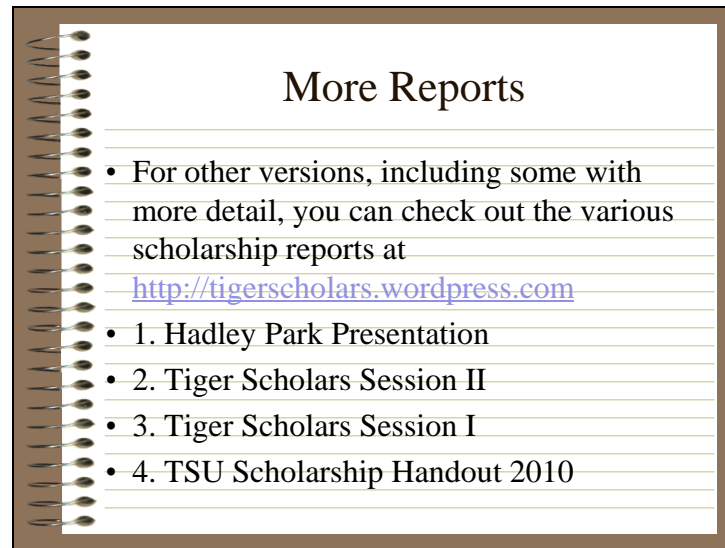 More Reports
• For other versions, including some with
more detail, you can check out the various
scholarship reports at
http://tigerscholars.wordpress.com
• 1. Hadley Park Presentation
• 2. Tiger Scholars Session II
• 3. Tiger Scholars Session I
• 4. TSU Scholarship Handout 2010